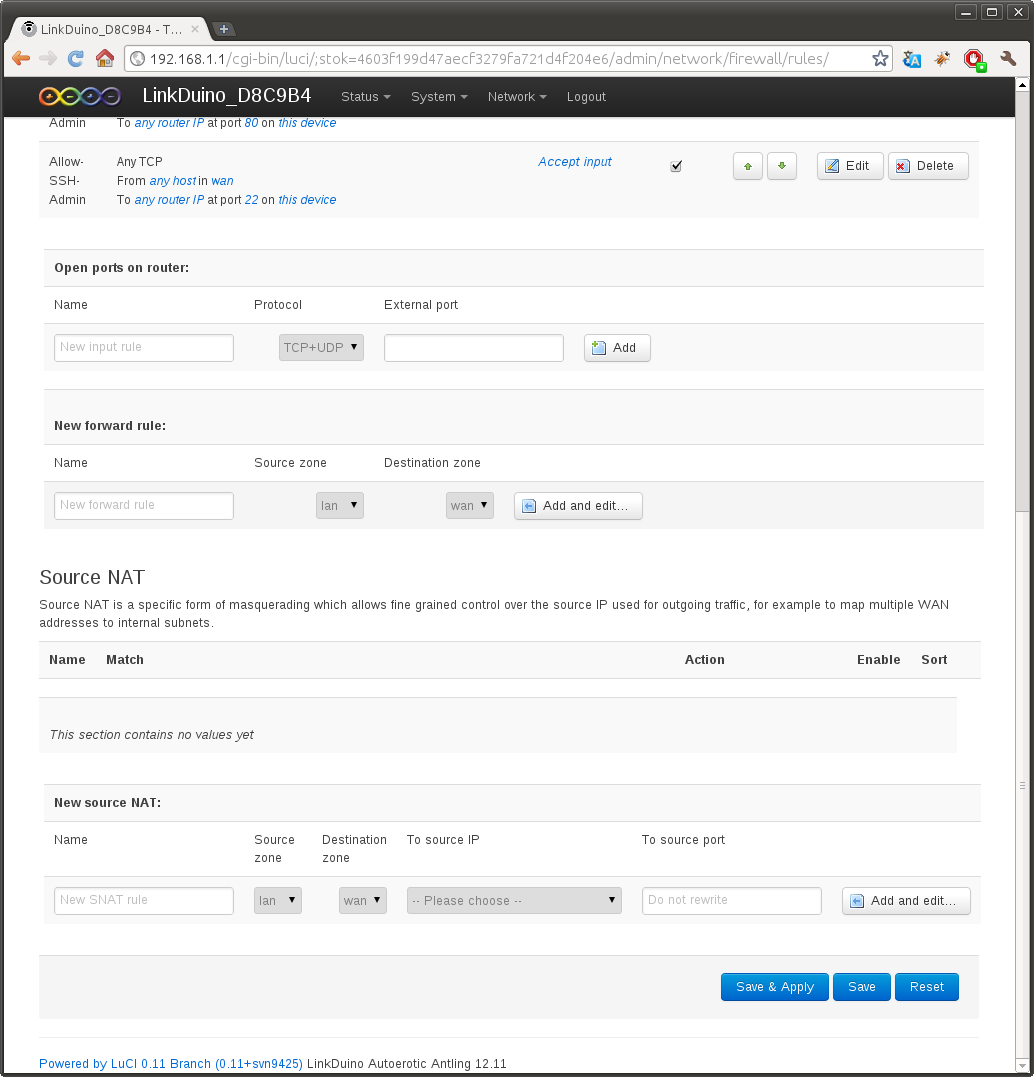 LinkDuino_D8C9B4 - T...
192.168.1.1/cgi-bin/luci/;stok=4603f199d47aecf3279fa721d4f204e6/admin/network/firewall/rules/
LinkDuino_D8C9B4 Status System Network Logout
Admin To any router IP at port 80 on this device
Allow- Any TCP Accept input Edit Delete
SSH- From any host in wan
Admin To any router IP at port 22 on this device
Open ports on router:
Name Protocol External port
New input rule TCP+UDP Add
New forward rule:
Name Source zone Destination zone
New forward rule lan wan Add and edit...
Source NAT
Source NAT is a specific form of masquerading which allows fine grained control over the source IP used for outgoing traffic, for example to map multiple WAN
addresses to internal subnets.
Name Match Action Enable Sort
This section contains no values yet
New source NAT:
Name Source Destination To source IP To source port
zone zone
New SNAT rule lan wan -- Please choose -- Do not rewrite Add and edit...
Save & Apply Save Reset
Powered by LuCI 0.11 Branch (0.11+svn9425) LinkDuino Autoerotic Antling 12.11